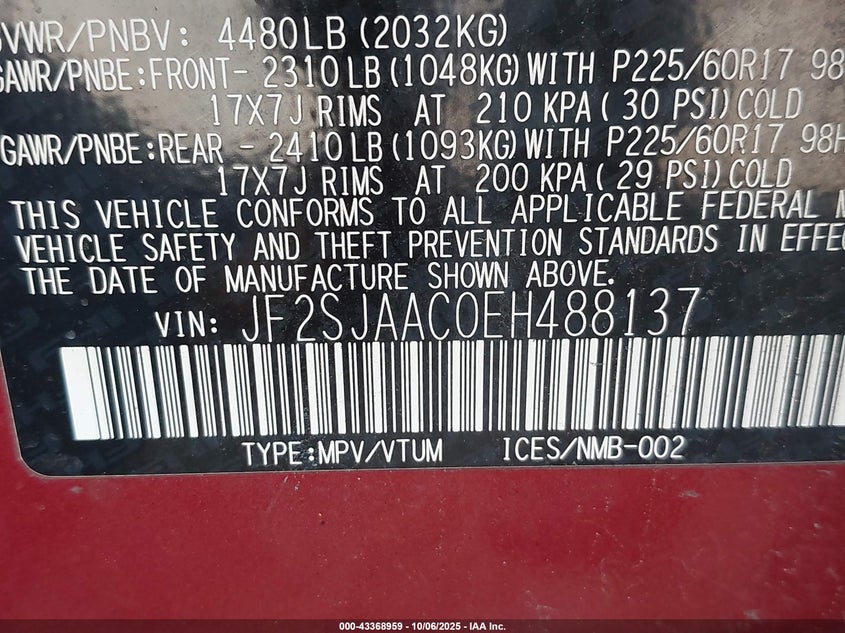 GVWR/PNBV: 4480LB (2032KG)
GAWR/PNBE:FRONT- 2310LB (1048KG)WITH P225/60R17 98
17X7J RIMS AT 210 KPA( 30 PSI)COLD
GAWR/PNBE:REAR - 2410LB (1093KG)WITH P225/60R17 98H
17X7J RIMS AT 200 KPA( 29 PSI)COLD
THIS VEHICLE CONFORMS TO ALL APPLICABLE FEDERAL M
VEHICLE SAFETY AND THEFT PREVENTION STANDARDS IN EFFEC
THE DATE OF MANUFACTURE SHOWN ABOVE.
VIN: JF2SJAAC0EH488137
TYPE:MPV/VTUM ICES/NMB-002
000-43368959 - 10/06/2025 - IAA Inc.